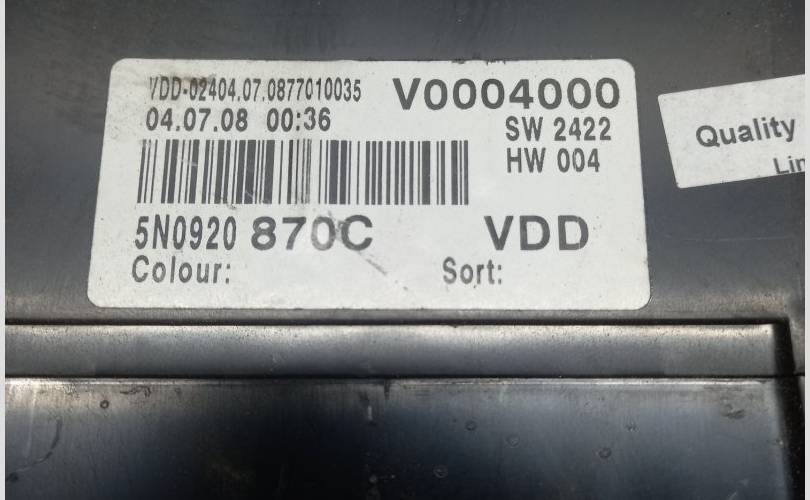 VDD-02404.07.0877010035 V0004000
04.07.08 00:36 SW 2422
HW 004
5N0920 870C VDD
Colour: Sort:
Quality